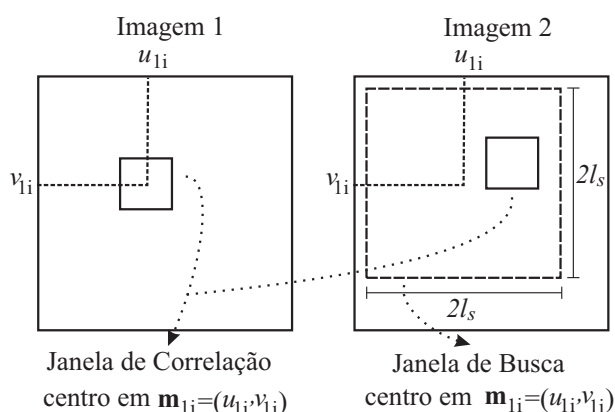 Imagem 1
u1i
v1i
Janela de Correlação
centro em m1i=(u1i,v1i)
Imagem 2
u1i
v1i
2ls
2ls
Janela de Busca
centro em m1i=(u1i,v1i)